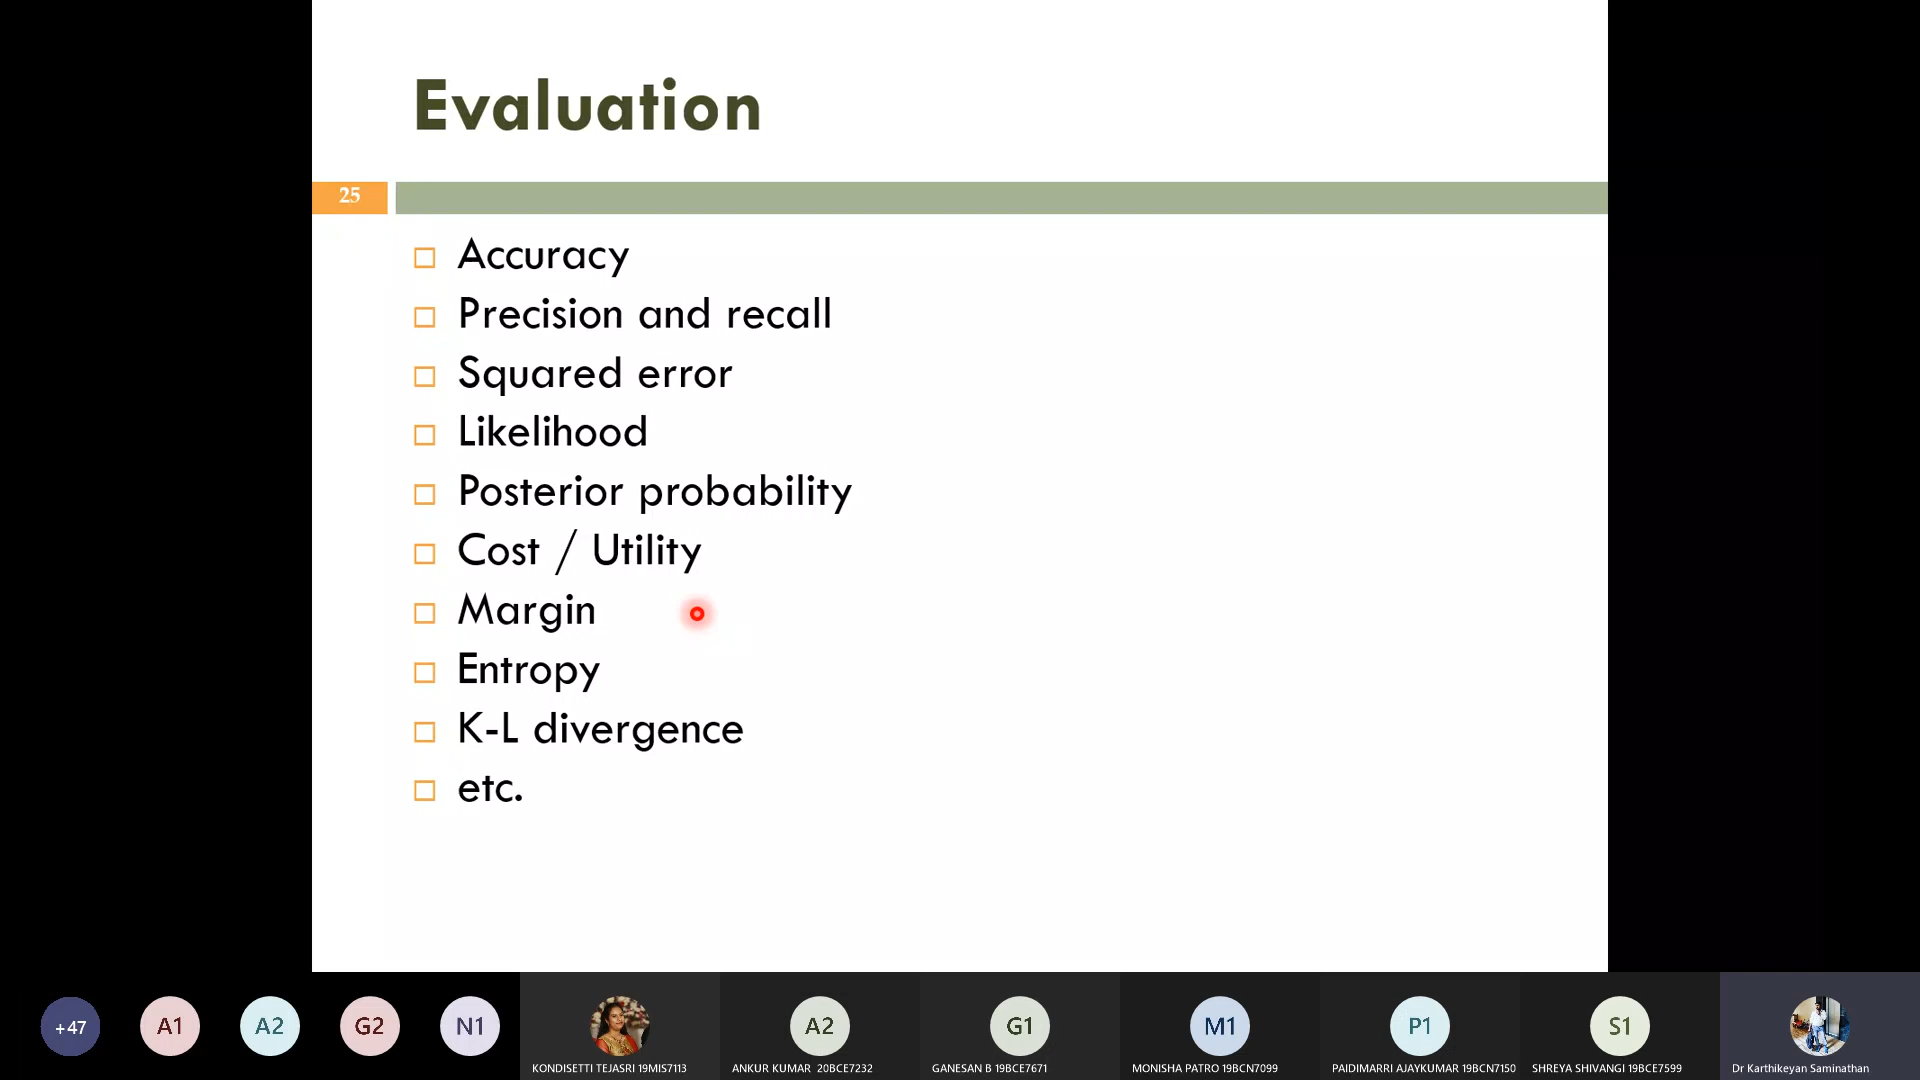 Evaluation
25
Accuracy
Precision and recall
Squared error
Likelihood
Posterior probability
Cost / Utility
Margin
Entropy
K-L divergence
etc.
+47
A1
A2
G2
N1
A2
G1
M1
P1
S1
KONDISETTI TEJASRI 19MIS7113
ANKUR KUMAR 20BCE7232
GANESAN B 19BCE7671
MONISHA PATRO 19BCN7099
PAIDIMARRI AJAYKUMAR 19BCN7150
SHREYA SHIVANGI 19BCE7599
Dr Karthikeyan Saminathan